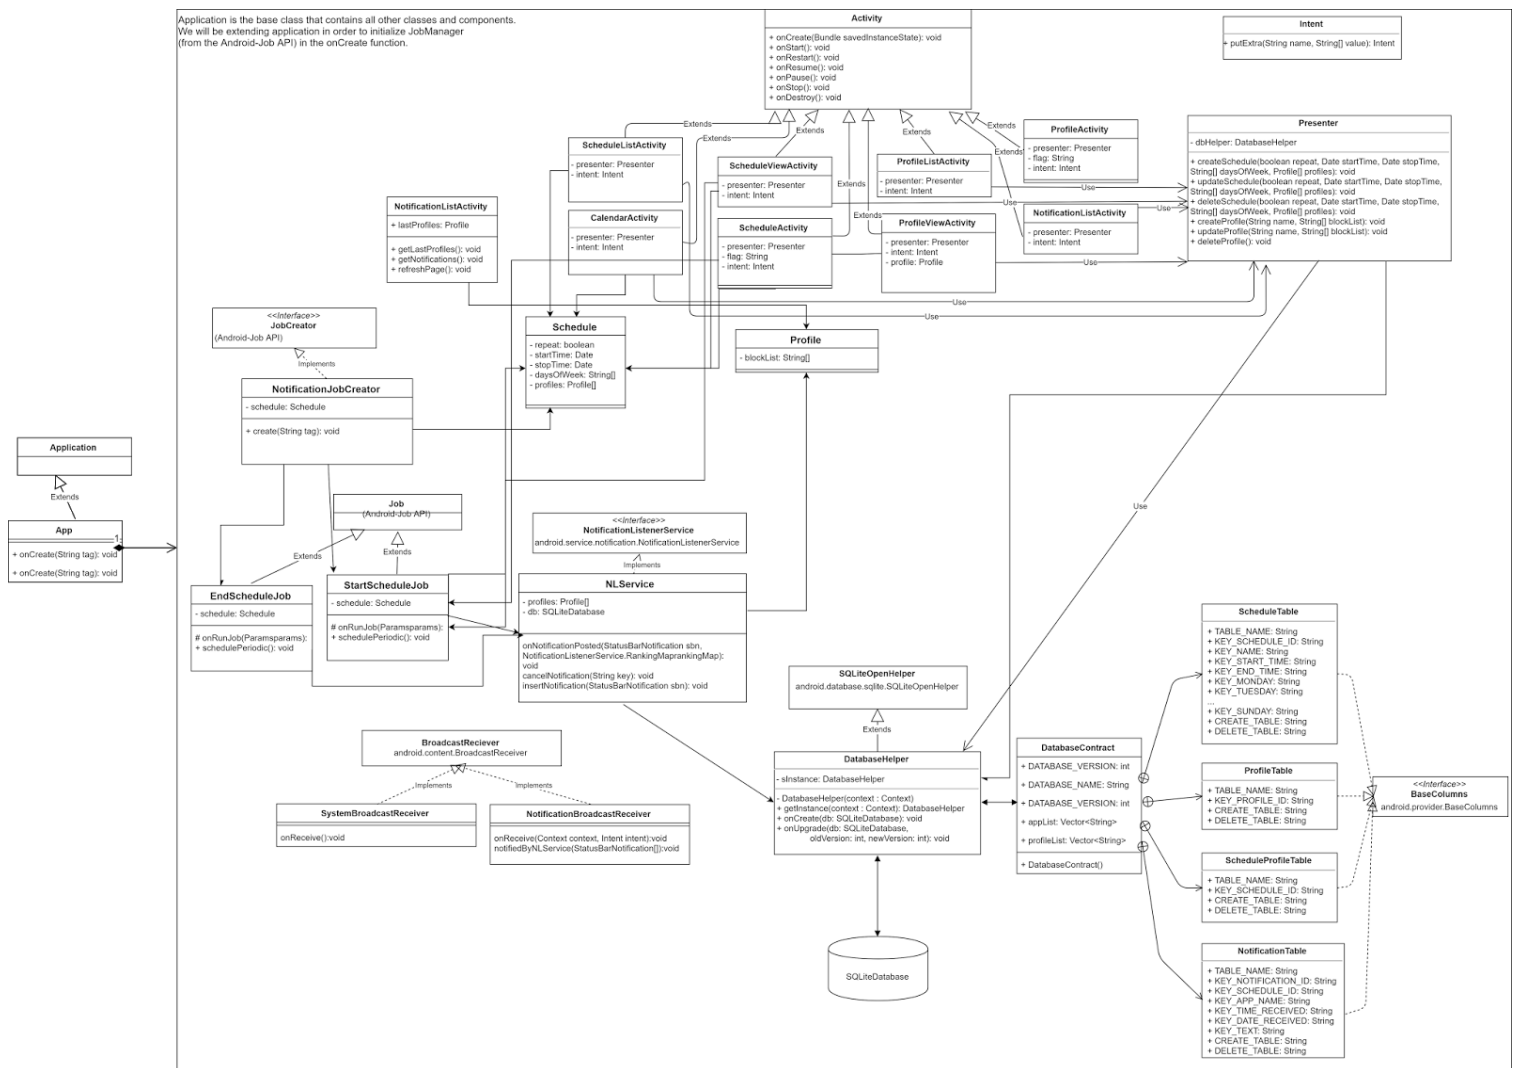 Application is the base class that contains all other classes and components.
We will be extending application in order to initialize JobManager
(from the Android-Job API) in the onCreate function.
Activity
+ onCreate(Bundle savedInstanceState): void
+ onStart(): void
+ onRestart(): void
+ onResume(): void
+ onPause(): void
+ onStop(): void
+ onDestroy(): void
Intent
+ putExtra(String name, String[] value): Intent
Extends
Extends
Extends
Extends
Extends
Extends
Extends
Extends
ScheduleListActivity
- presenter: Presenter
- intent: Intent
ScheduleViewActivity
- presenter: Presenter
- intent: Intent
ProfileListActivity
- presenter: Presenter
- intent: Intent
ProfileActivity
- presenter: Presenter
- flag: String
- intent: Intent
Presenter
- dbHelper: DatabaseHelper
+ createSchedule(boolean repeat, Date startTime, Date stopTime,
String[] daysOfWeek, Profile[] profiles): void
+ updateSchedule(boolean repeat, Date startTime, Date stopTime,
String[] daysOfWeek, Profile[] profiles): void
+ deleteSchedule(boolean repeat, Date startTime, Date stopTime,
String[] daysOfWeek, Profile[] profiles): void
+ createProfile(String name, String[] blockList): void
+ updateProfile(String name, String[] blockList): void
+ deleteProfile(): void
Use
Use
Use
Use
Use
Use
Use
NotificationListActivity
+ lastProfiles: Profile
+ getLastProfiles(): void
+ getNotifications(): void
+ refreshPage(): void
CalendarActivity
- presenter: Presenter
- intent: Intent
ScheduleActivity
- presenter: Presenter
- flag: String
- intent: Intent
ProfileViewActivity
- presenter: Presenter
- intent: Intent
- profile: Profile
NotificationListActivity
- presenter: Presenter
- intent: Intent
<<Interface>>
JobCreator
(Android-Job API)
Implements
Schedule
- repeat: boolean
- startTime: Date
- stopTime: Date
- daysOfWeek: String[]
- profiles: Profile[]
Profile
- blockList: String[]
NotificationJobCreator
- schedule: Schedule
+ create(String tag): void
Application
Extends
App
+ onCreate(String tag): void
+ onCreate(String tag): void
1
Job
(Android-Job API)
Extends
Extends
EndScheduleJob
- schedule: Schedule
# onRunJob(Paramsparams):
+ schedulePeriodic(): void
StartScheduleJob
- schedule: Schedule
# onRunJob(Paramsparams):
+ schedulePeriodic(): void
<<Interface>>
NotificationListenerService
android.service.notification.NotificationListenerService
Implements
NLService
- profiles: Profile[]
- db: SQLiteDatabase
onNotificationPosted(StatusBarNotification sbn,
NotificationListenerService.RankingMaprankingMap):
void
cancelNotification(String key): void
insertNotification(StatusBarNotification sbn): void
SQLiteOpenHelper
android.database.sqlite.SQLiteOpenHelper
Extends
BroadcastReciever
android.content.BroadcastReceiver
Implements
Implements
SystemBroadcastReceiver
onReceive():void
NotificationBroadcastReceiver
onReceive(Context context, Intent intent):void
notifiedByNLService(StatusBarNotification[]):void
DatabaseHelper
- sInstance: DatabaseHelper
- DatabaseHelper(context : Context)
+ getInstance(context : Context): DatabaseHelper
+ onCreate(db: SQLiteDatabase): void
+ onUpgrade(db: SQLiteDatabase,
oldVersion: int, newVersion: int): void
SQLiteDatabase
DatabaseContract
+ DATABASE_VERSION: int
+ DATABASE_NAME: String
+ DATABASE_VERSION: int
+ appList: Vector<String>
+ profileList: Vector<String>
+ DatabaseContract()
ScheduleTable
+ TABLE_NAME: String
+ KEY_SCHEDULE_ID: String
+ KEY_NAME: String
+ KEY_START_TIME: String
+ KEY_END_TIME: String
+ KEY_MONDAY: String
+ KEY_TUESDAY: String
...
+ KEY_SUNDAY: String
+ CREATE_TABLE: String
+ DELETE_TABLE: String
ProfileTable
+ TABLE_NAME: String
+ KEY_PROFILE_ID: String
+ CREATE_TABLE: String
+ DELETE_TABLE: String
<<Interface>>
BaseColumns
android.provider.BaseColumns
ScheduleProfileTable
+ TABLE_NAME: String
+ KEY_SCHEDULE_ID: String
+ CREATE_TABLE: String
+ DELETE_TABLE: String
NotificationTable
+ TABLE_NAME: String
+ KEY_NOTIFICATION_ID: String
+ KEY_SCHEDULE_ID: String
+ KEY_APP_NAME: String
+ KEY_TIME_RECEIVED: String
+ KEY_DATE_RECEIVED: String
+ KEY_TEXT: String
+ CREATE_TABLE: String
+ DELETE_TABLE: String